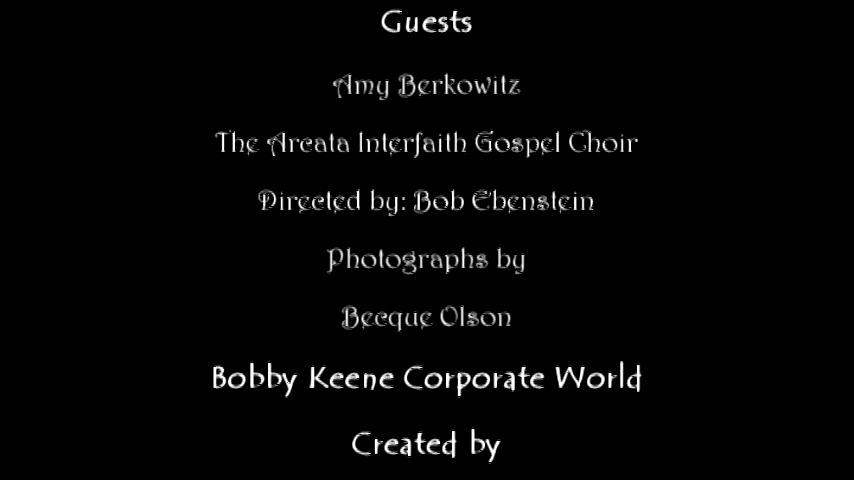 Guests
Amy Berkowitz
The Arcata Interfaith Gospel Choir
Directed by: Bob Ebenstein
Photographs by
Becque Olson
Bobby Keene Corporate World
Created by